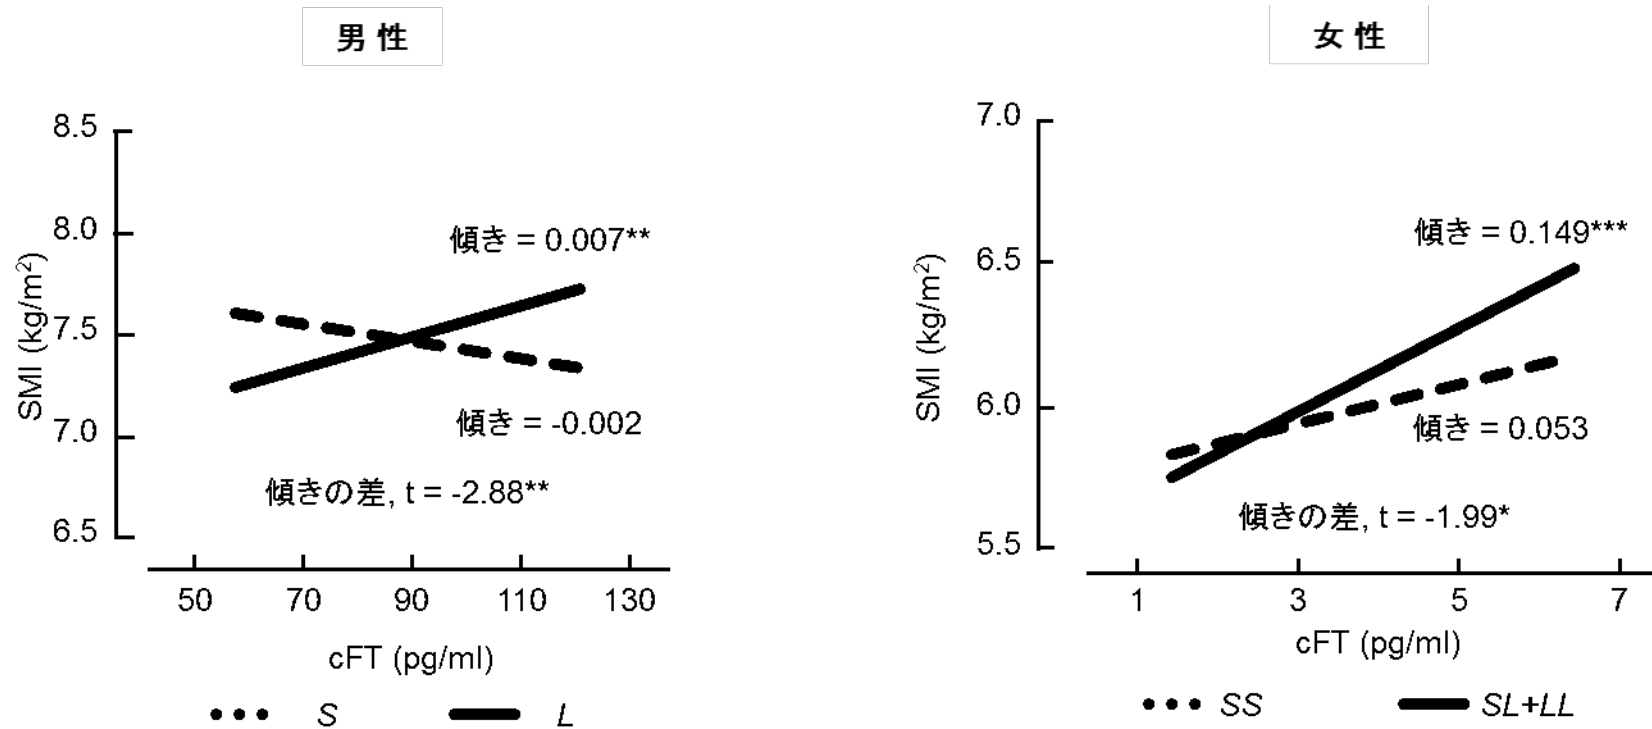 男 性
8.5
8.0
7.5
7.0
6.5
SMI (kg/m²)
傾き = 0.007**
傾き = -0.002
傾きの差, t = -2.88**
50 70 90 110 130
cFT (pg/ml)
S L
女 性
7.0
6.5
6.0
5.5
SMI (kg/m²)
傾き = 0.149***
傾き = 0.053
傾きの差, t = -1.99*
1 3 5 7
cFT (pg/ml)
SS SL+LL